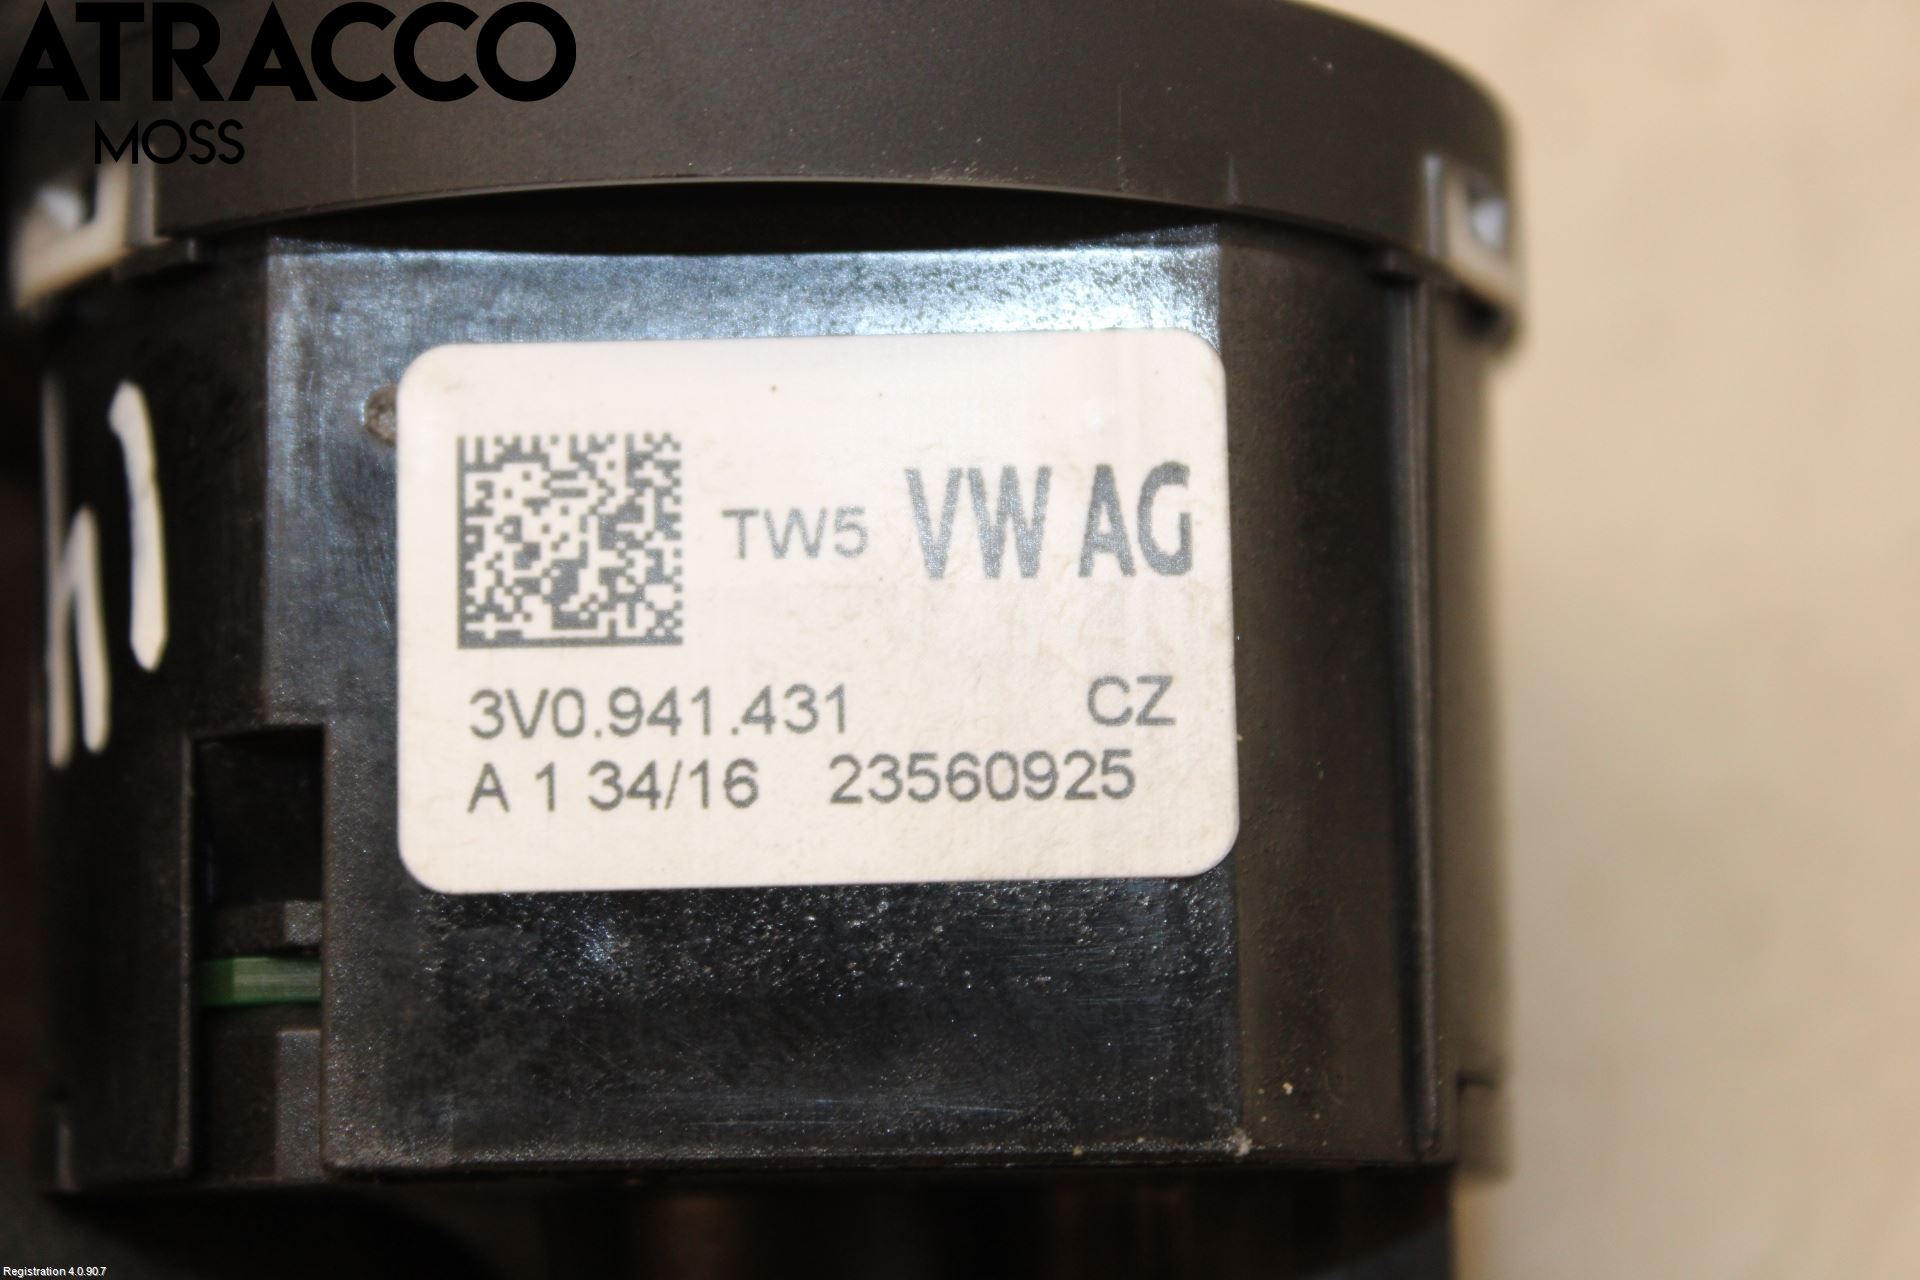 ATRACCO
MOSS
TW5 VW AG
3V0.941.431 CZ
A 1 34/16 23560925
Registration 4.0.90.7